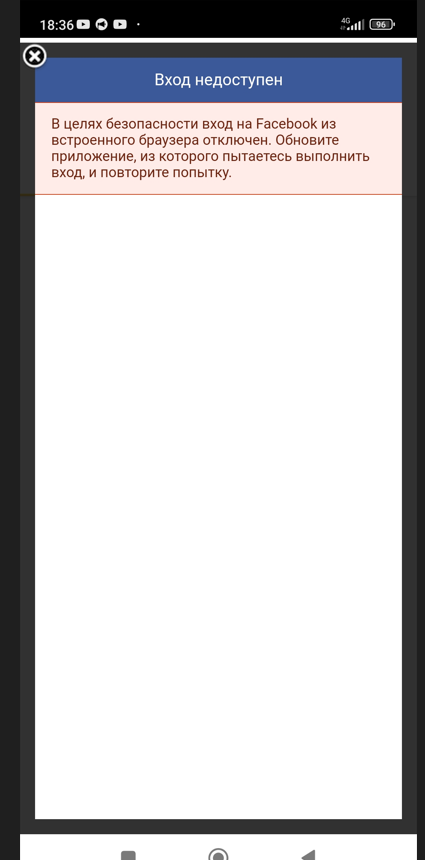 18:36
4G
96
Вход недоступен
В целях безопасности вход на Facebook из
встроенного браузера отключен. Обновите
приложение, из которого пытаетесь выполнить
вход, и повторите попытку.